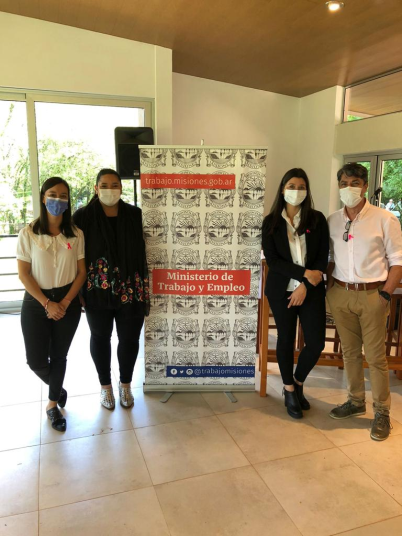 trabajo.misiones.gob.ar
Ministerio de
Trabajo y Empleo
@trabajomisiones